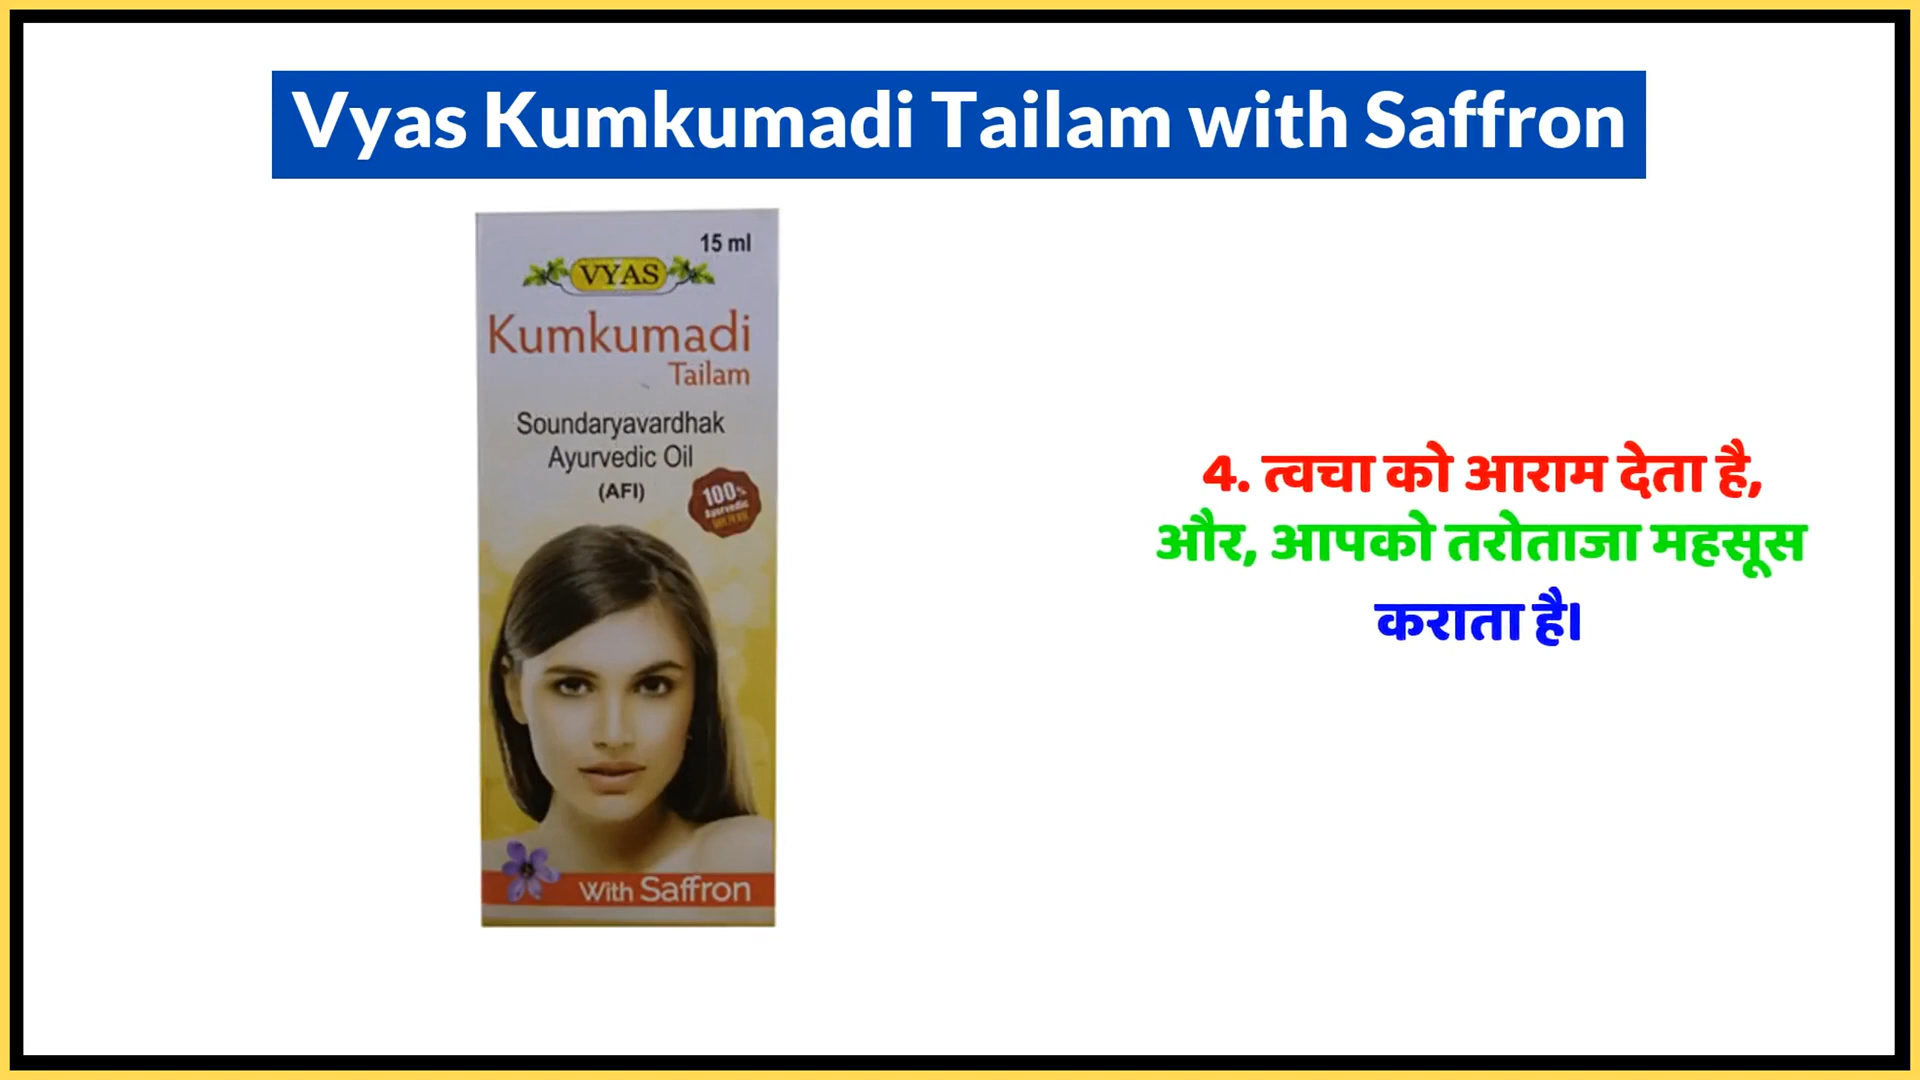 Vyas Kumkumadi Tailam with Saffron
15 ml
VYAS
Kumkumadi
Tailam
Soundaryavardhak
Ayurvedic Oil
(AFI)
100%
Ayurvedic
With Saffron
4. त्वचा को आराम देता है,
और, आपको तरोताजा महसूस
कराता है।